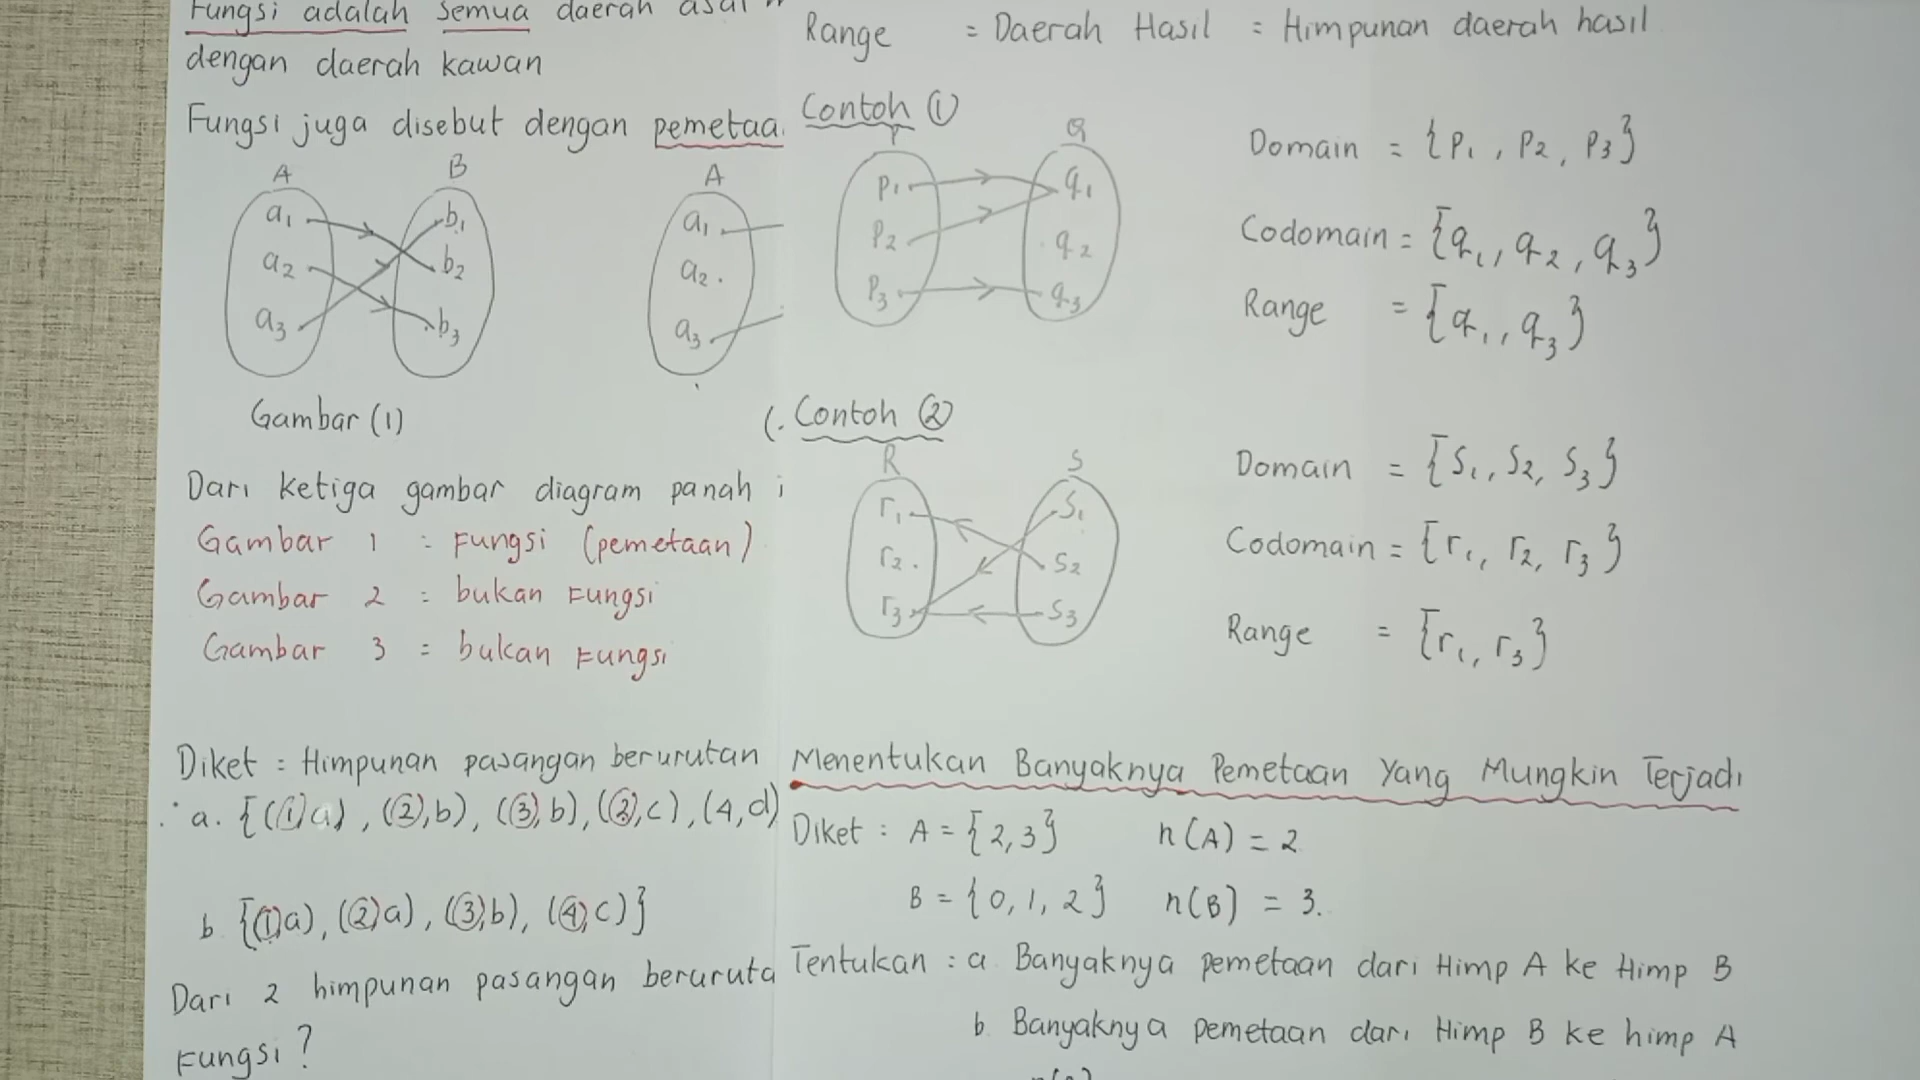 Fungsi adalah semua daerah asal
dengan daerah kawan
Fungsi juga disebut dengan pemetaa
A B
a1 b1
a2 b2
a3 b3
A
a1
a2
a3
Gambar (1)
Dari ketiga gambar diagram panah i
Gambar 1 : Fungsi (pemetaan)
Gambar 2 : bukan Fungsi
Gambar 3 : bukan Fungsi
Diket : Himpunan pasangan berurutan
a. {(1,a), (2,b), (3,b), (3,c), (4,d)
b. {(1,a), (2,a), (3,b), (4,c)}
Dari 2 himpunan pasangan beruruta
Fungsi?
Range = Daerah Hasil = Himpunan daerah hasil
Contoh ①
P Q
p1 q1
p2 q2
p3 q3
Domain = {p1, p2, p3}
Codomain = {q1, q2, q3}
Range = {q1, q3}
Contoh ②
R S
r1 s1
r2 s2
r3 s3
Domain = {s1, s2, s3}
Codomain = {r1, r2, r3}
Range = {r1, r3}
Menentukan Banyaknya Pemetaan Yang Mungkin Terjadi
Diket : A = {2, 3} n(A) = 2
B = {0, 1, 2} n(B) = 3.
Tentukan : a. Banyaknya pemetaan dari Himp A ke Himp B
b. Banyaknya pemetaan dari Himp B ke himp A